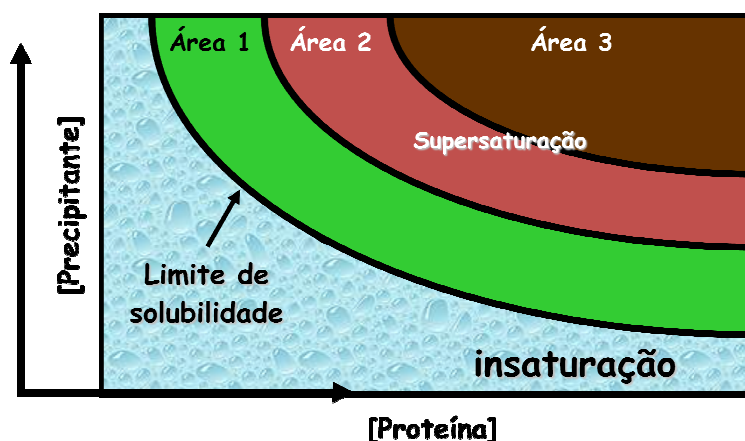 Área 1
Área 2
Área 3
Supersaturação
[Precipitante]
Limite de
solubilidade
insaturação
[Proteína]